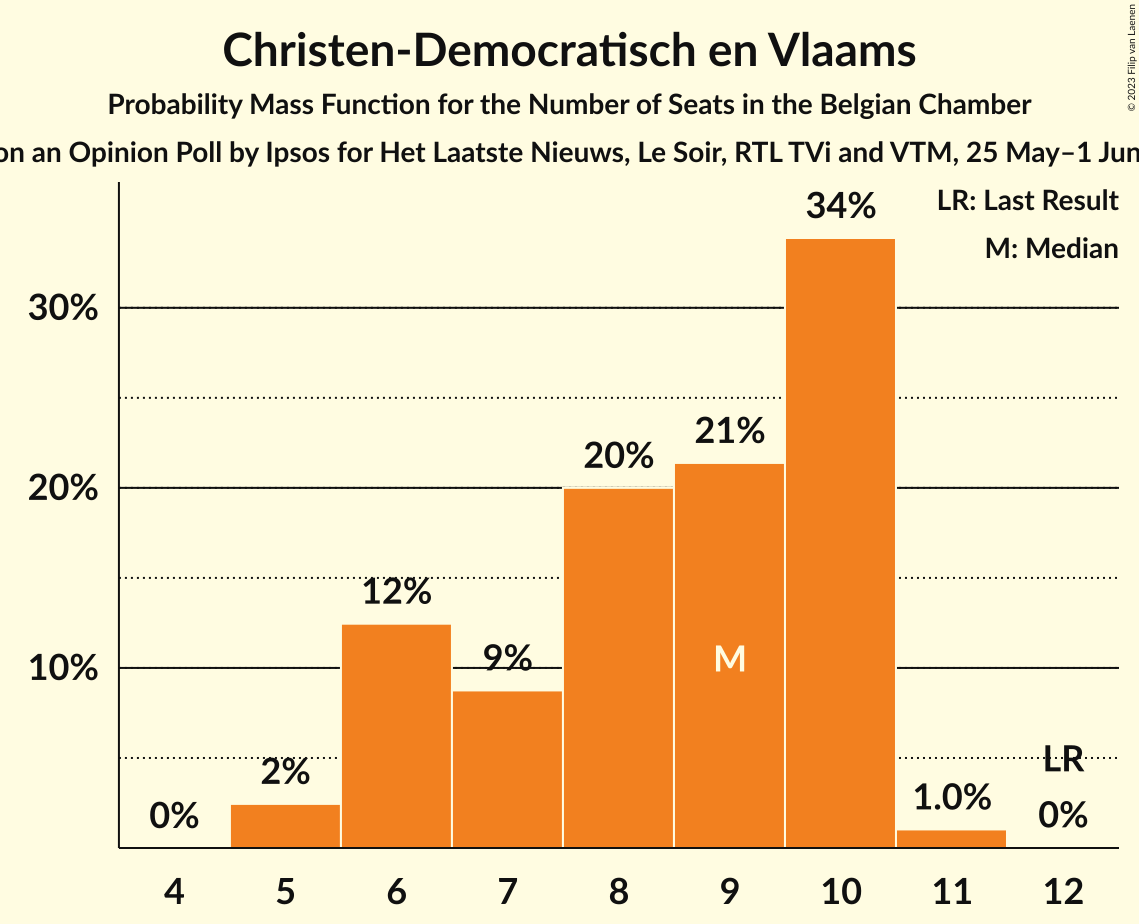 Christen-Democratisch en Vlaams
Probability Mass Function for the Number of Seats in the Belgian Chamber
on an Opinion Poll by Ipsos for Het Laatste Nieuws, Le Soir, RTL TVi and VTM, 25 May–1 Jun
© 2023 Filip van Laenen
LR: Last Result
M: Median
34%
30%
21%
20%
20%
12%
9%
M
10%
LR
2%
1.0%
0%
0%
4 5 6 7 8 9 10 11 12